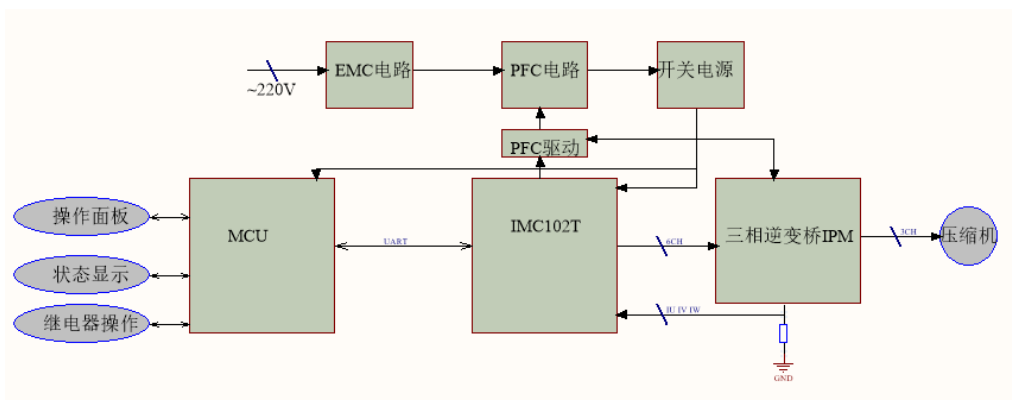 ~220V
EMC电路
PFC电路
开关电源
PFC驱动
操作面板
状态显示
继电器操作
MCU
UART
IMC102T
6CH
三相逆变桥IPM
3CH
压缩机
IU IV IW
GND